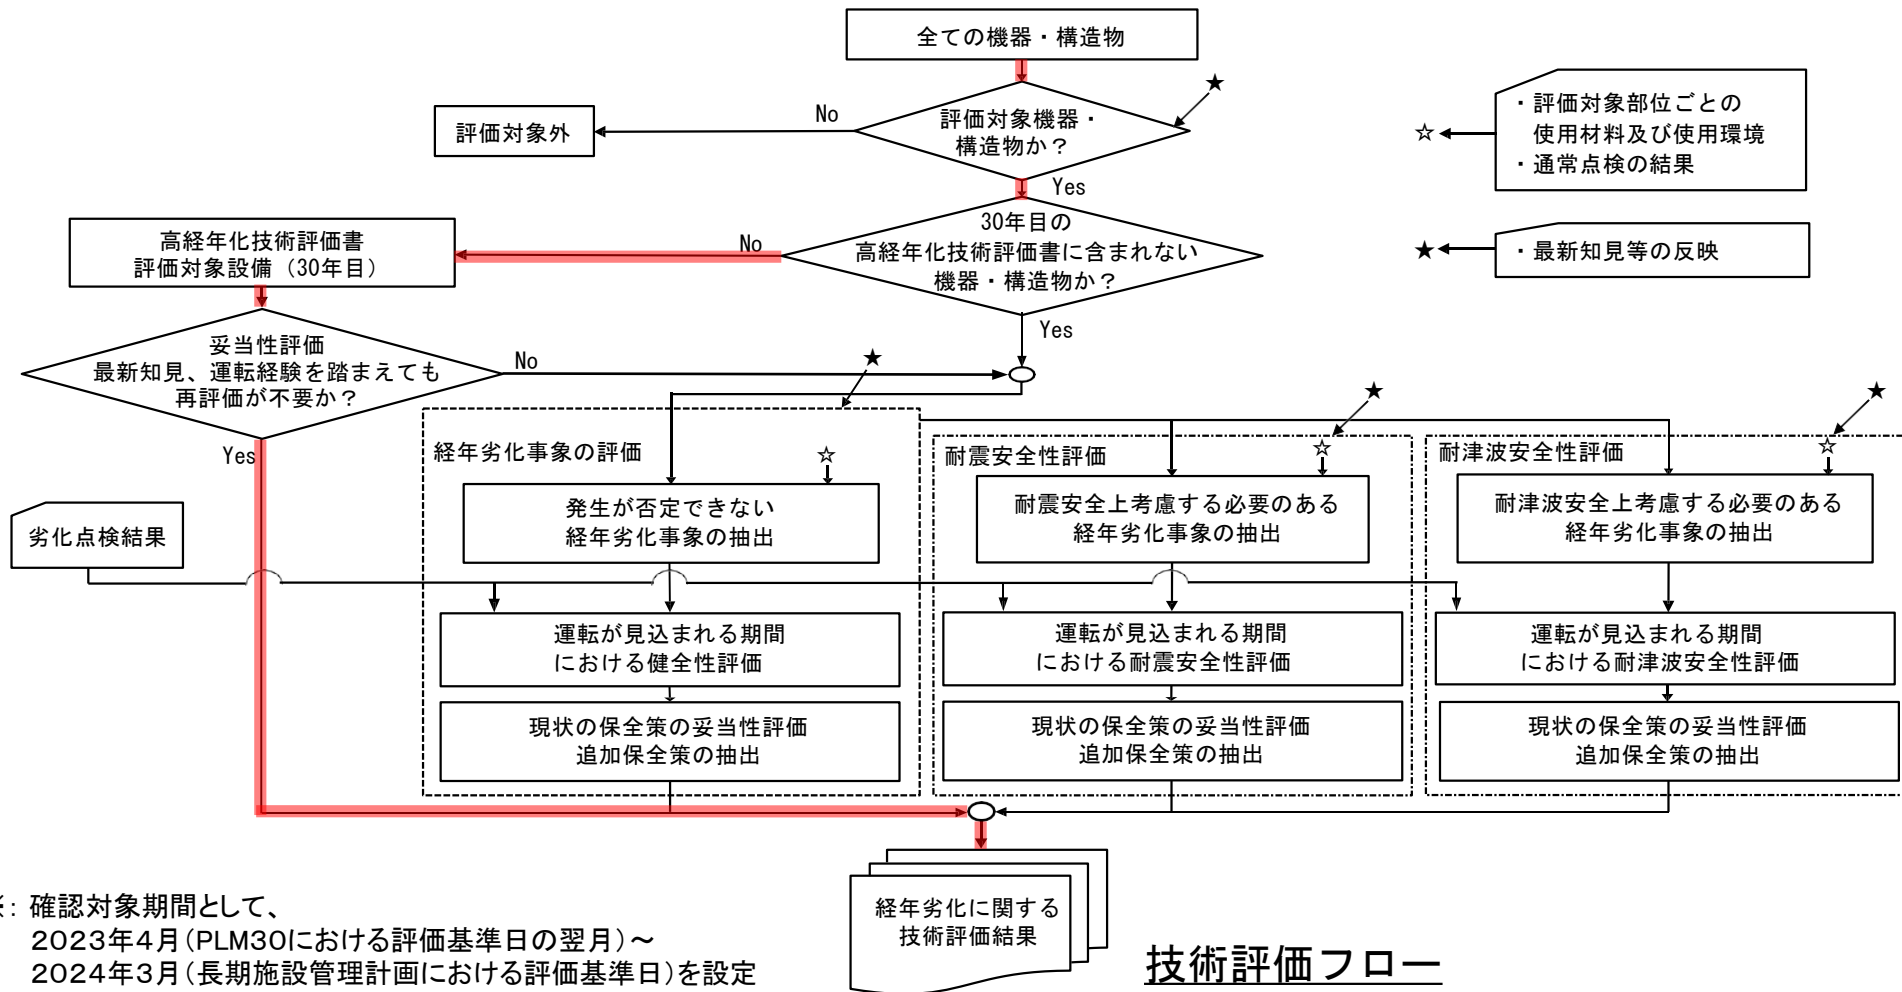 全ての機器・構造物
★
評価対象機器・
構造物か？
No
評価対象外
Yes
・評価対象部位ごとの
使用材料及び使用環境
・通常点検の結果
☆
・最新知見等の反映
★
30年目の
高経年化技術評価書に含まれない
機器・構造物か？
No
高経年化技術評価書
評価対象設備（30年目）
Yes
妥当性評価
最新知見、運転経験を踏まえても
再評価が不要か？
No
Yes
★
★
★
経年劣化事象の評価
☆
発生が否定できない
経年劣化事象の抽出
運転が見込まれる期間
における健全性評価
現状の保全策の妥当性評価
追加保全策の抽出
耐震安全性評価
☆
耐震安全上考慮する必要のある
経年劣化事象の抽出
運転が見込まれる期間
における耐震安全性評価
現状の保全策の妥当性評価
追加保全策の抽出
耐津波安全性評価
☆
耐津波安全上考慮する必要のある
経年劣化事象の抽出
運転が見込まれる期間
における耐津波安全性評価
現状の保全策の妥当性評価
追加保全策の抽出
劣化点検結果
経年劣化に関する
技術評価結果
※：確認対象期間として、
2023年4月（PLM30における評価基準日の翌月）～
2024年3月（長期施設管理計画における評価基準日）を設定
技術評価フロー